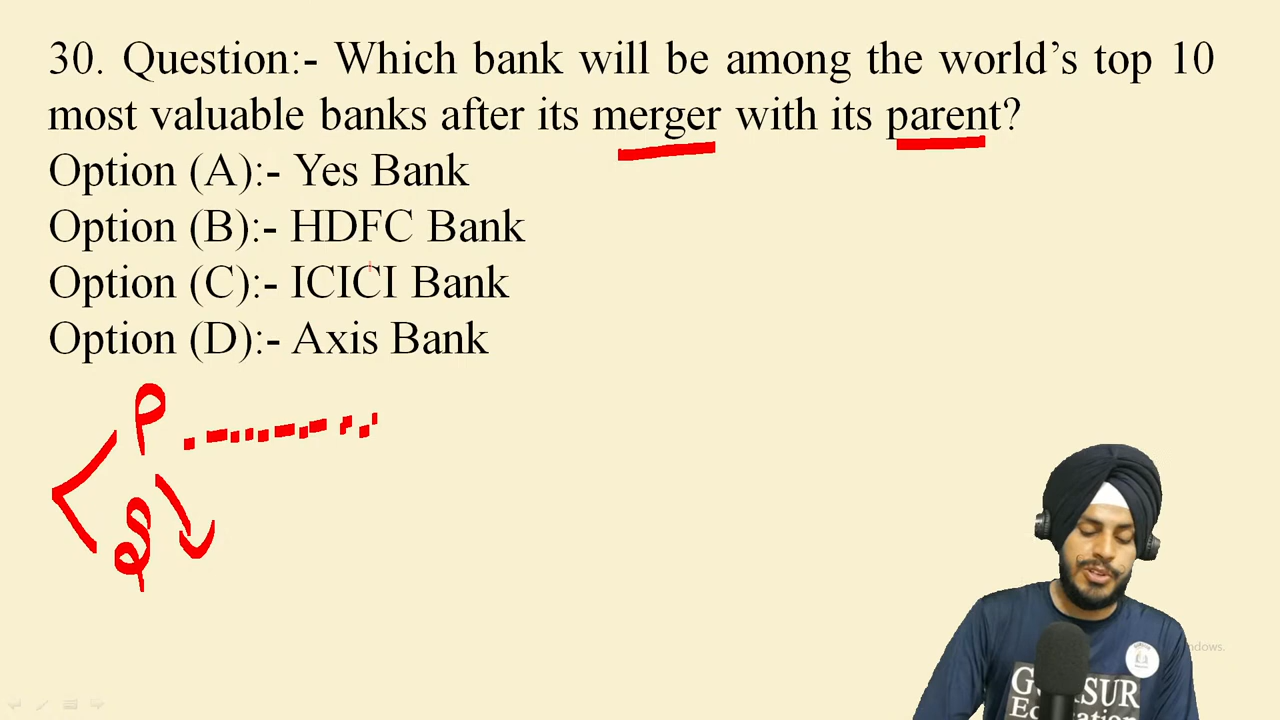 30. Question:- Which bank will be among the world's top 10
most valuable banks after its merger with its parent?
Option (A):- Yes Bank
Option (B):- HDFC Bank
Option (C):- ICICI Bank
Option (D):- Axis Bank
P
S
ndows.